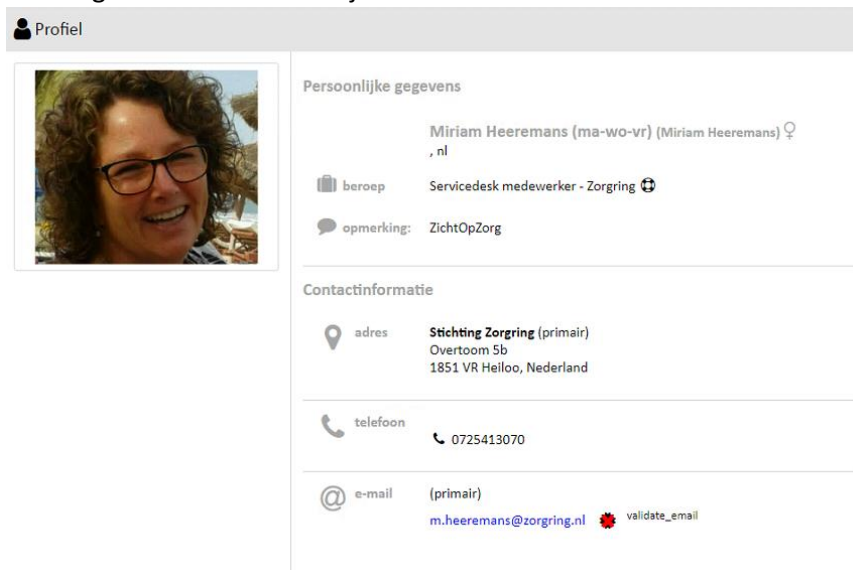 Profiel
Persoonlijke gegevens
Miriam Heeremans (ma-wo-vr) (Miriam Heeremans)
, nl
beroep Servicedesk medewerker - Zorgring
opmerking: ZichtOpZorg
Contactinformatie
adres Stichting Zorgring (primair)
Overtoom 5b
1851 VR Heiloo, Nederland
telefoon
0725413070
e-mail (primair)
m.heeremans@zorgring.nl validate_email